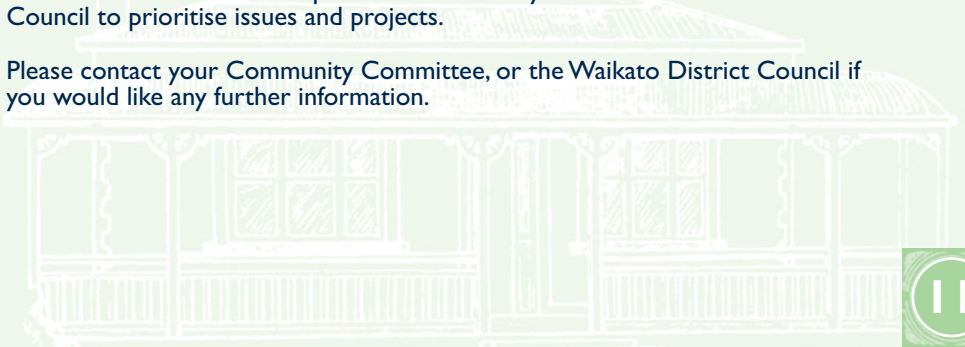 Council to prioritise issues and projects.
Please contact your Community Committee, or the Waikato District Council if
you would like any further information.
11